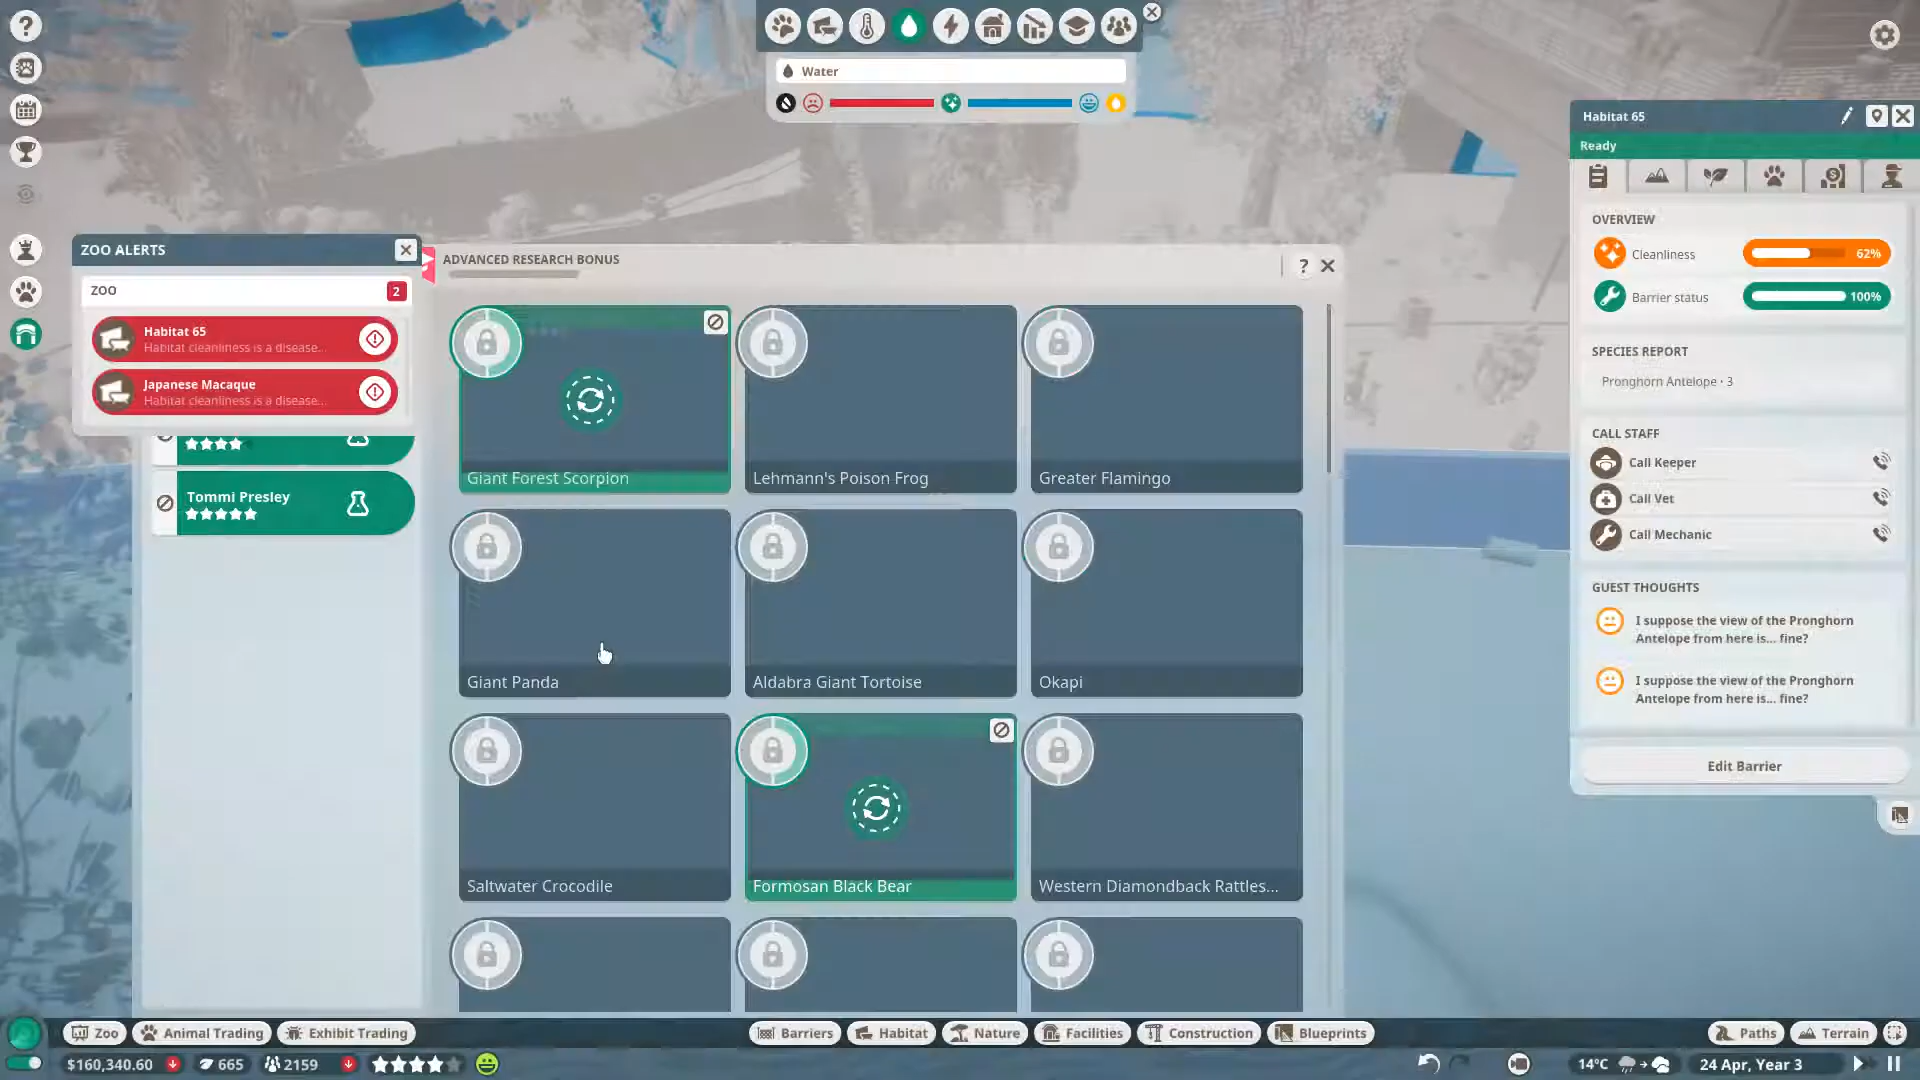 Water
Habitat 65
Ready
OVERVIEW
Cleanliness
62%
Barrier status
100%
SPECIES REPORT
Pronghorn Antelope • 3
CALL STAFF
Call Keeper
Call Vet
Call Mechanic
GUEST THOUGHTS
I suppose the view of the Pronghorn
Antelope from here is... fine?
I suppose the view of the Pronghorn
Antelope from here is... fine?
Edit Barrier
ZOO ALERTS
ZOO
2
Habitat 65
Habitat cleanliness is a disease...
Japanese Macaque
Habitat cleanliness is a disease...
Tommi Presley
ADVANCED RESEARCH BONUS
?
Giant Forest Scorpion
Lehmann's Poison Frog
Greater Flamingo
Giant Panda
Aldabra Giant Tortoise
Okapi
Saltwater Crocodile
Formosan Black Bear
Western Diamondback Rattles...
Zoo
Animal Trading
Exhibit Trading
Barriers
Habitat
Nature
Facilities
Construction
Blueprints
Paths
Terrain
$160,340.60
665
2159
14°C
24 Apr, Year 3